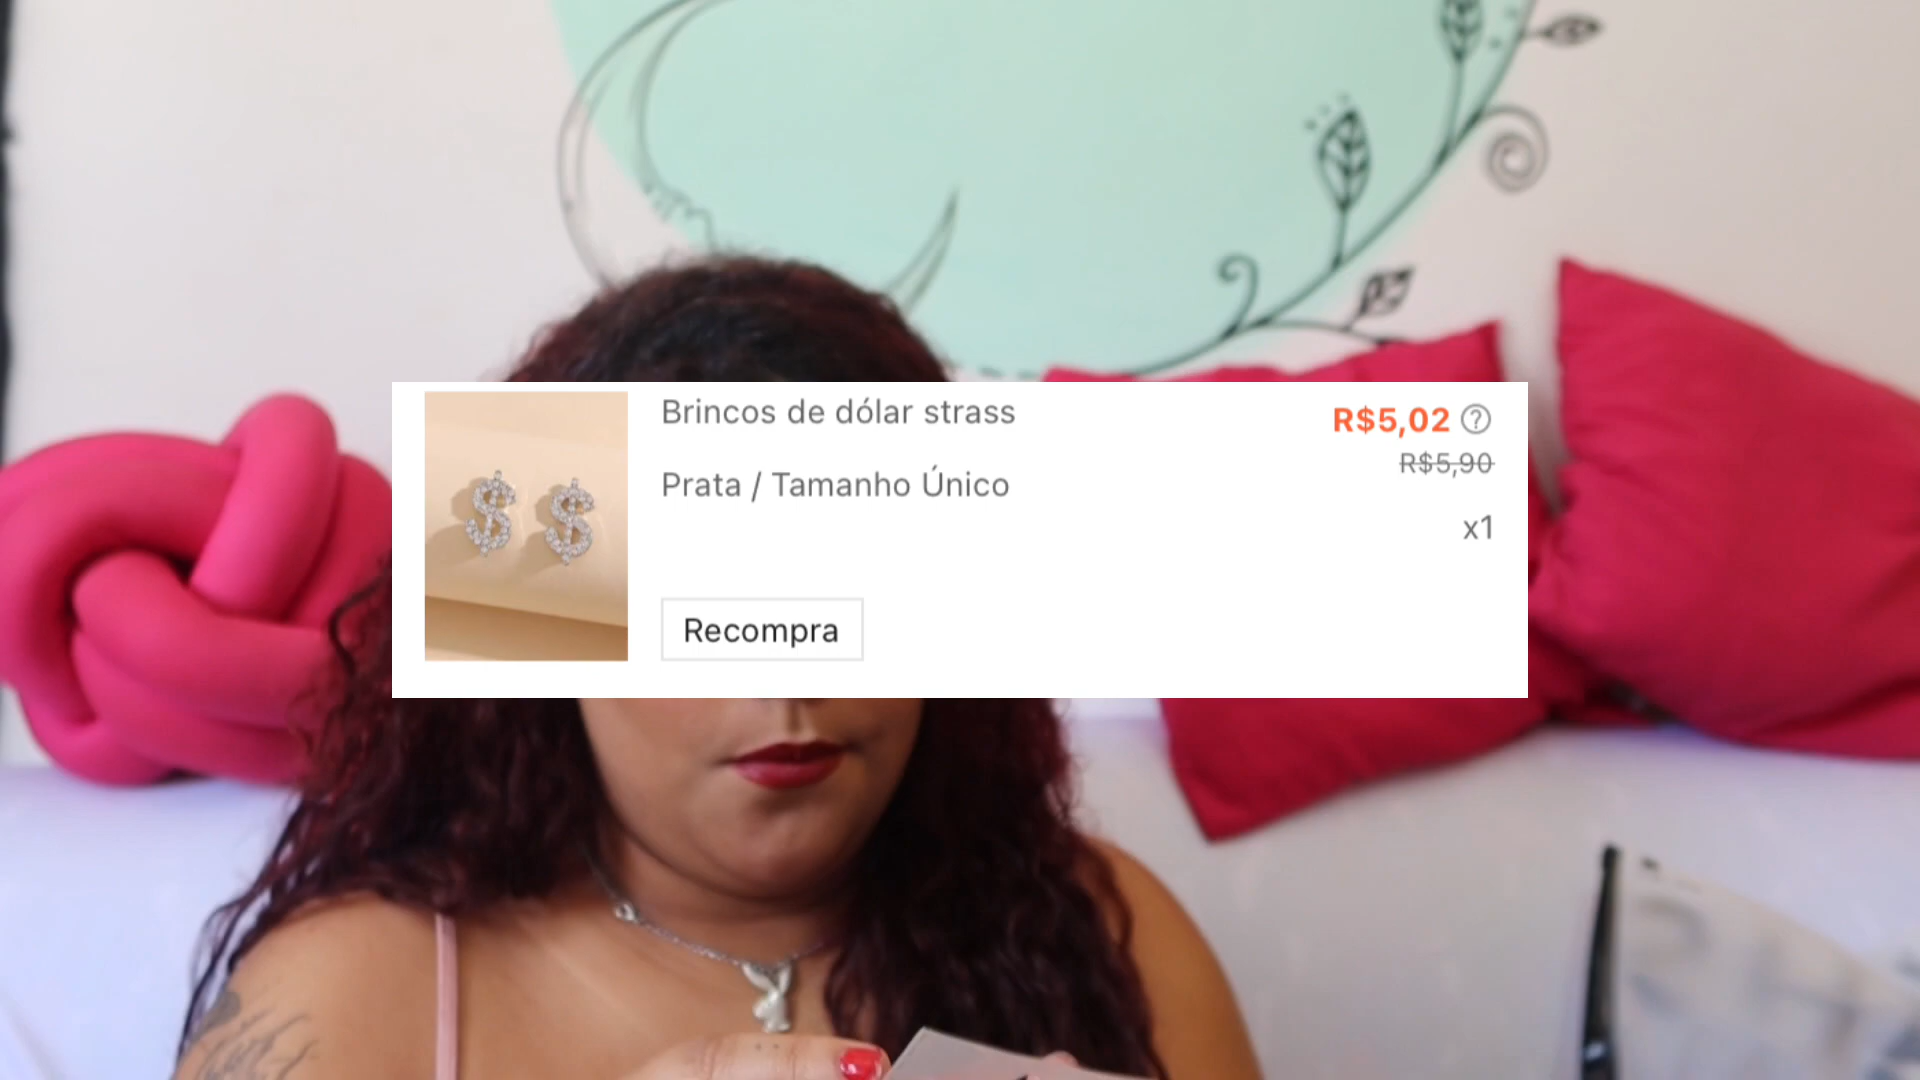 Brincos de dólar strass
R$5,02
R$5,90
Prata / Tamanho Único
x1
Recompra